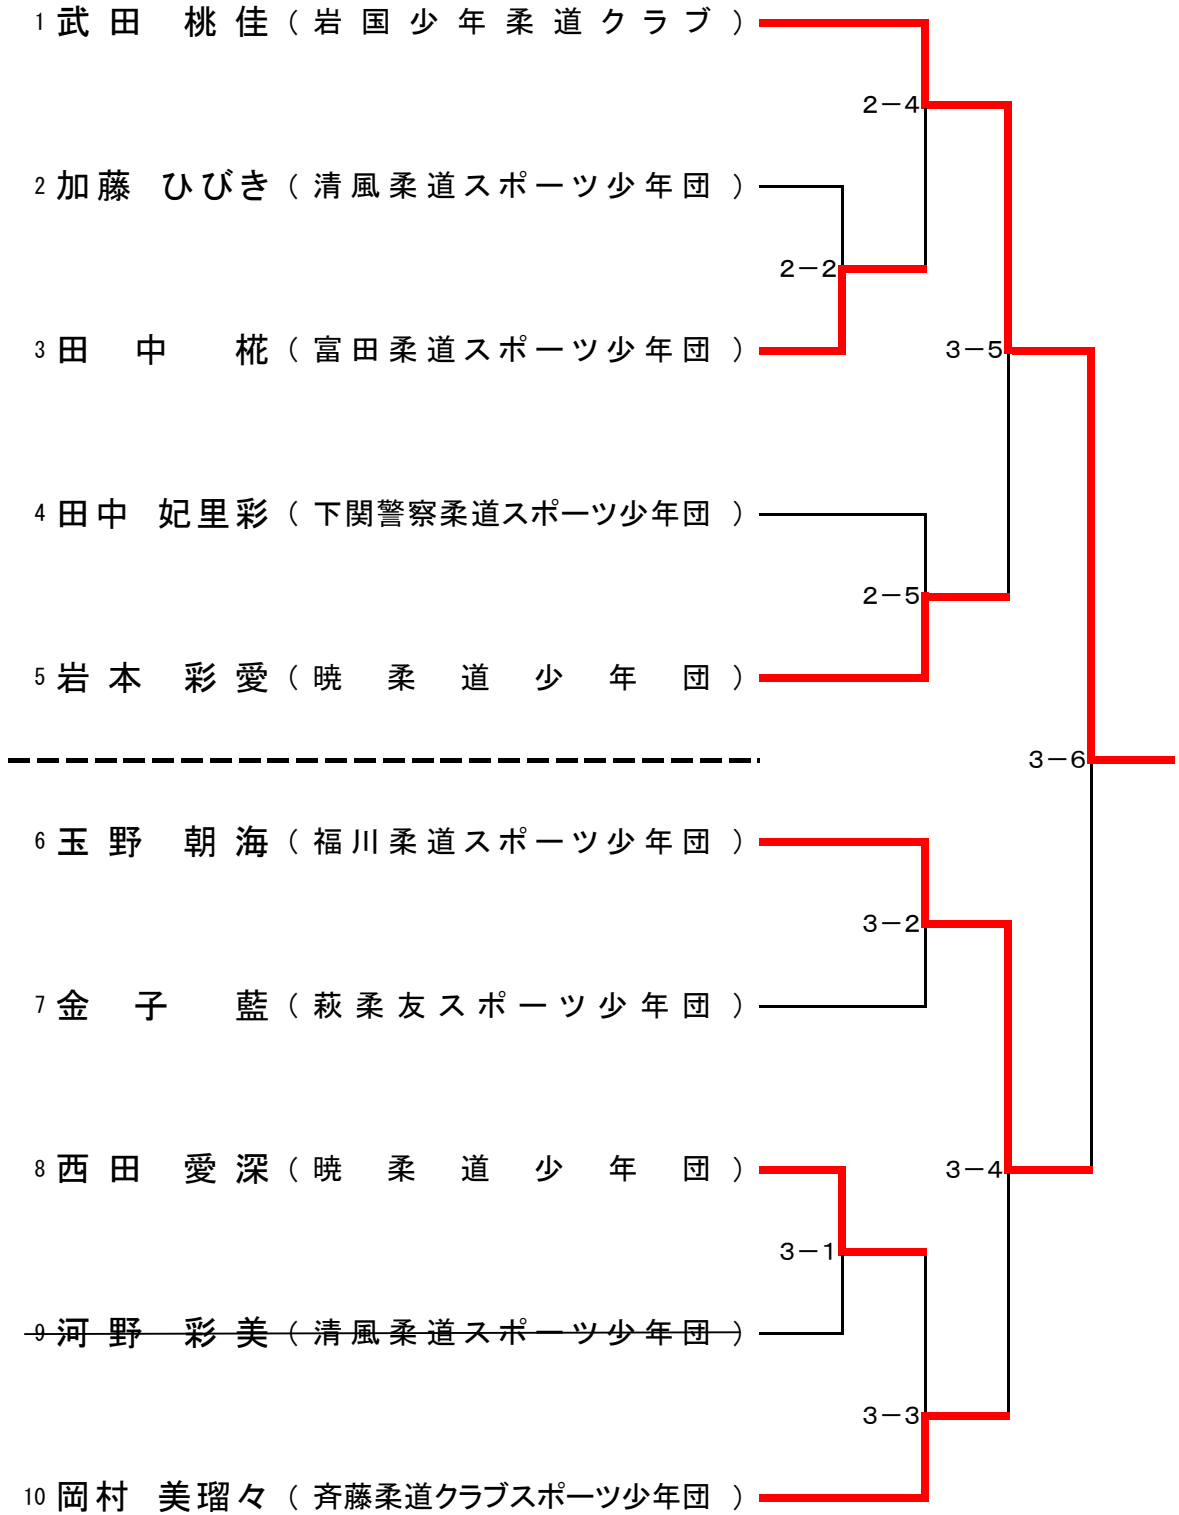 1 武田 桃佳 （岩国少年柔道クラブ）
2－4
2 加藤 ひびき （清風柔道スポーツ少年団）
2－2
3 田中 椛 （富田柔道スポーツ少年団）
3－5
4 田中 妃里彩 （下関警察柔道スポーツ少年団）
2－5
5 岩本 彩愛 （暁柔道少年団）
3－6
6 玉野 朝海 （福川柔道スポーツ少年団）
3－2
7 金子 藍 （萩柔友スポーツ少年団）
8 西田 愛深 （暁柔道少年団）
3－4
3－1
9 河野 彩美 （清風柔道スポーツ少年団）
3－3
10 岡村 美瑠々 （斉藤柔道クラブスポーツ少年団）